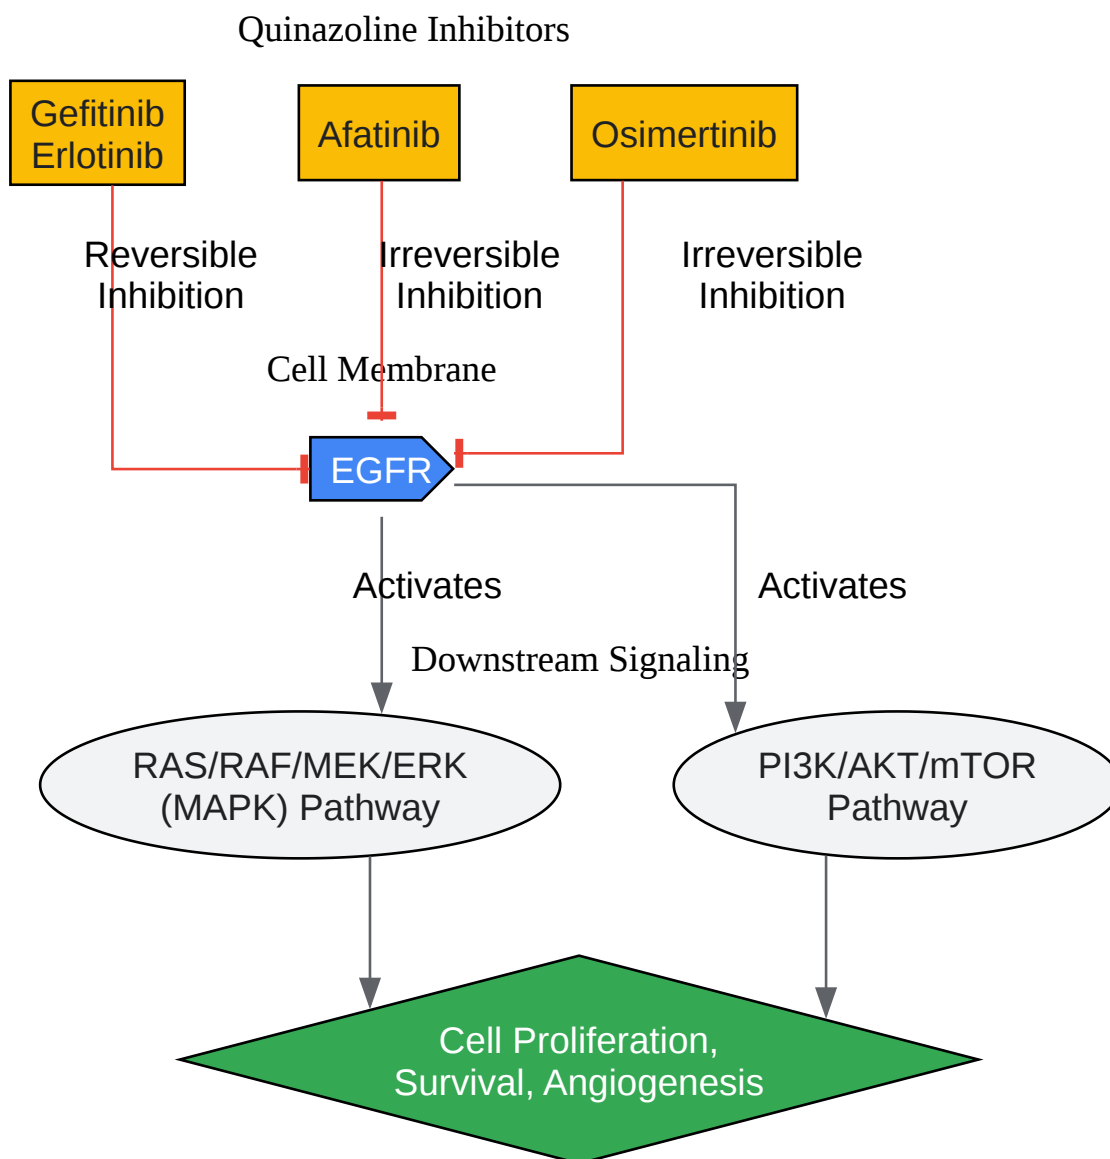 Quinazoline Inhibitors
Gefitinib
Erlotinib
Afatinib
Osimertinib
Reversible
Inhibition
Irreversible
Inhibition
Irreversible
Inhibition
Cell Membrane
EGFR
Activates
Activates
Downstream Signaling
RAS/RAF/MEK/ERK
(MAPK) Pathway
PI3K/AKT/mTOR
Pathway
Cell Proliferation,
Survival, Angiogenesis